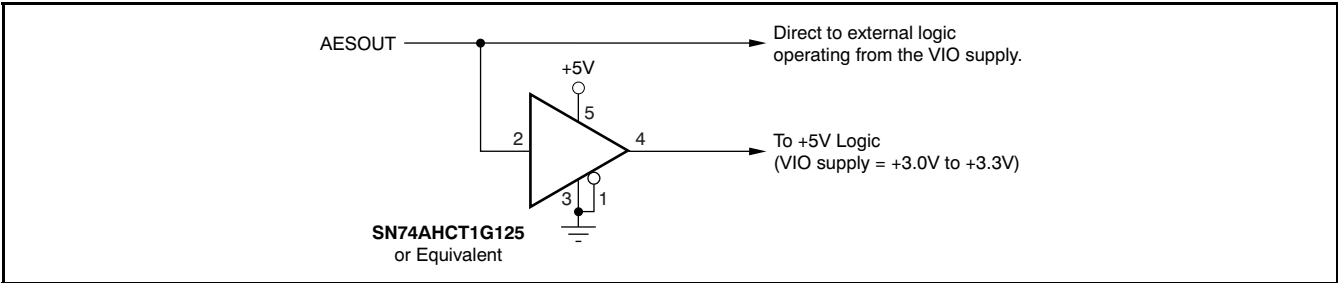 AESOUT
Direct to external logic
operating from the VIO supply.
+5V
5
2
4
To +5V Logic
(VIO supply = +3.0V to +3.3V)
3
1
SN74AHCT1G125
or Equivalent